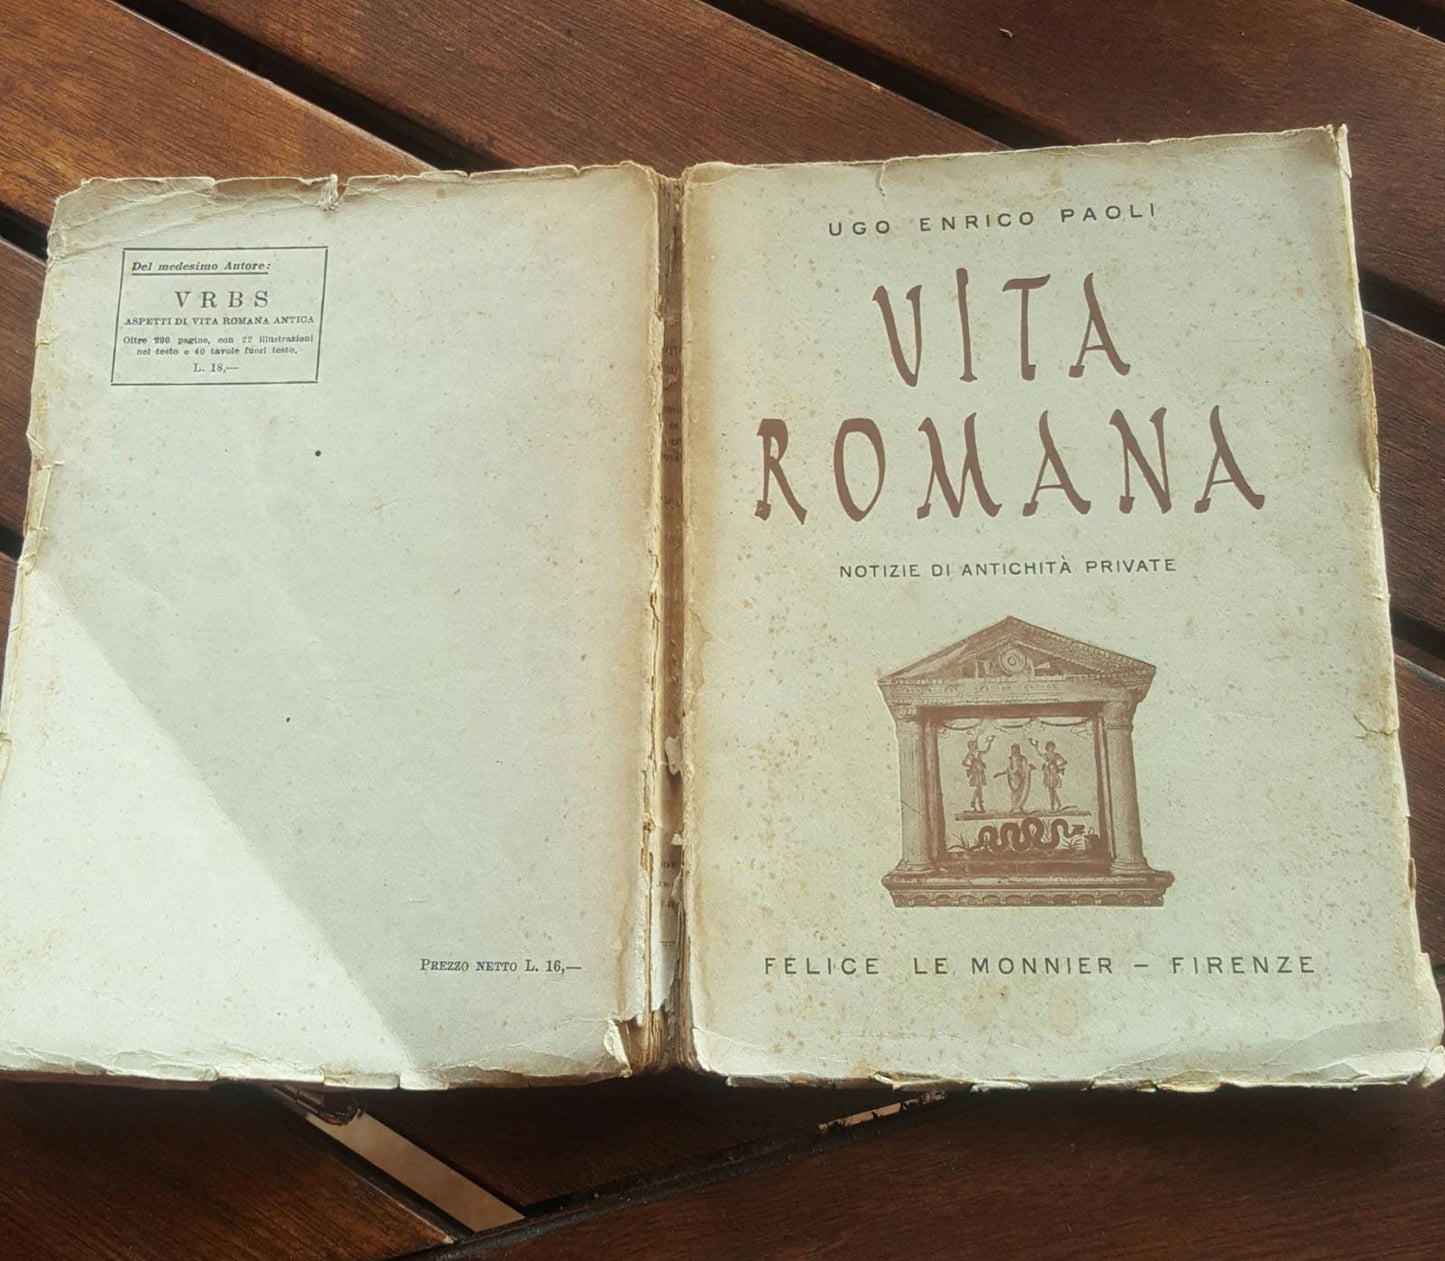 Del medesimo Autore:
VRBS
ASPETTI DI VITA ROMANA ANTICA
Oltre 200 pagine, con 22 illustrazioni
nel testo e 40 tavole fuori testo,
L. 18,—
PREZZO NETTO L. 16,—
UGO ENRICO PAOLI
VITA
ROMANA
NOTIZIE DI ANTICHITÀ PRIVATE
FELICE LE MONNIER – FIRENZE